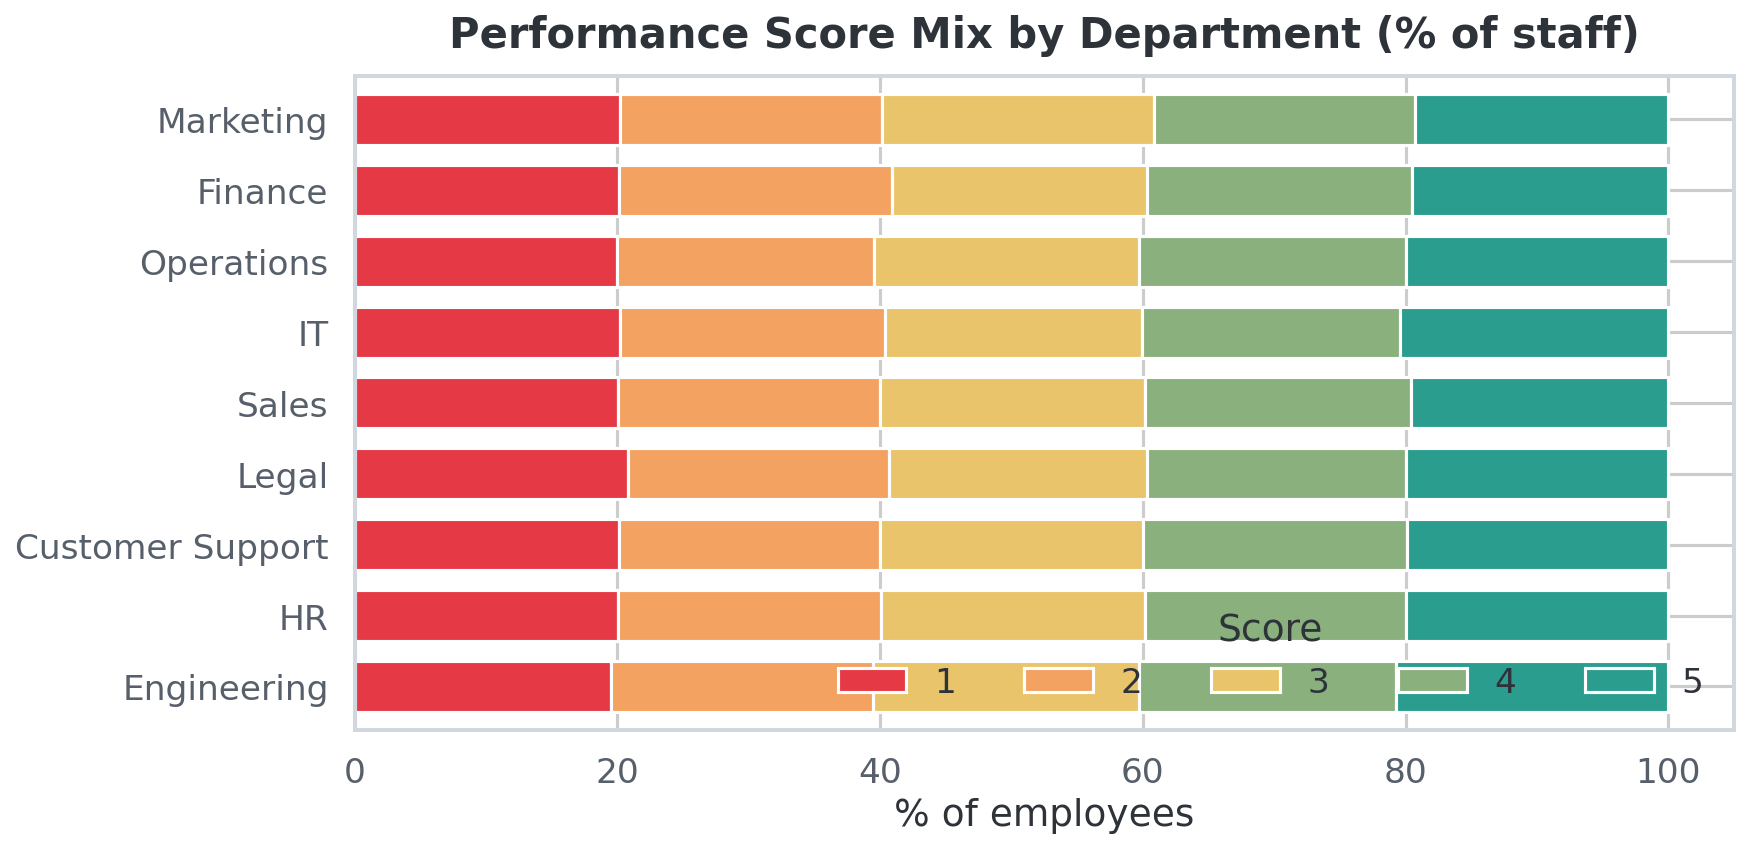 Performance Score Mix by Department (% of staff)
Marketing
Finance
Operations
IT
Sales
Legal
Customer Support
HR
Engineering
Score
1 2 3 4 5
0 20 40 60 80 100
% of employees